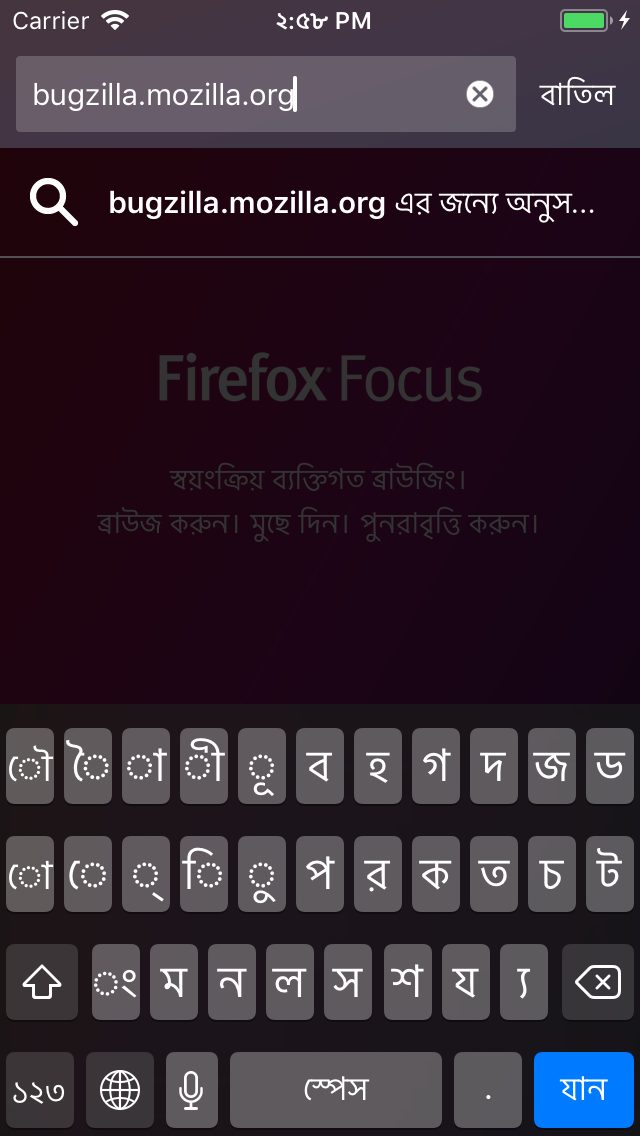 Carrier ২:৫৮ PM
bugzilla.mozilla.org বাতিল
bugzilla.mozilla.org এর জন্যে অনুস...
Firefox Focus
স্বয়ংক্রিয় ব্যক্তিগত ব্রাউজিং।
ব্রাউজ করুন। মুছে দিন। পুনরাবৃত্তি করুন।
ৌ ৈ া ী ূ ব হ গ দ জ ড
ো ে ্ ি ু প র ক ত চ ট
ং ম ন ল স শ য ্য
১২৩ স্পেস . যান